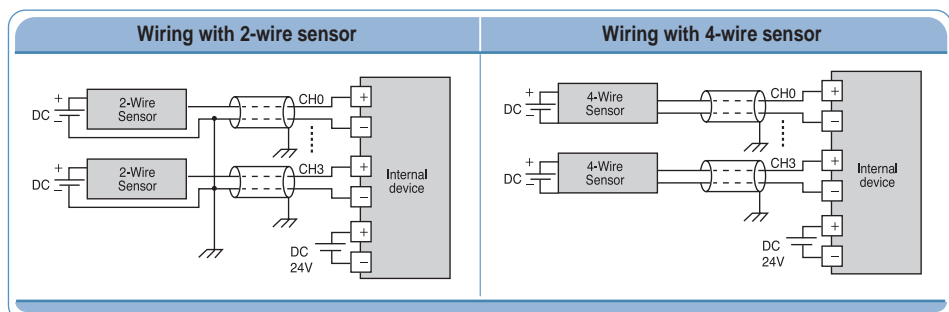 Wiring with 2-wire sensor
DC
+
−
2-Wire
Sensor
CH0
+
−
DC
+
−
2-Wire
Sensor
CH3
+
−
Internal
device
DC
24V
+
−
Wiring with 4-wire sensor
DC
+
−
4-Wire
Sensor
CH0
+
−
DC
+
−
4-Wire
Sensor
CH3
+
−
Internal
device
DC
24V
+
−